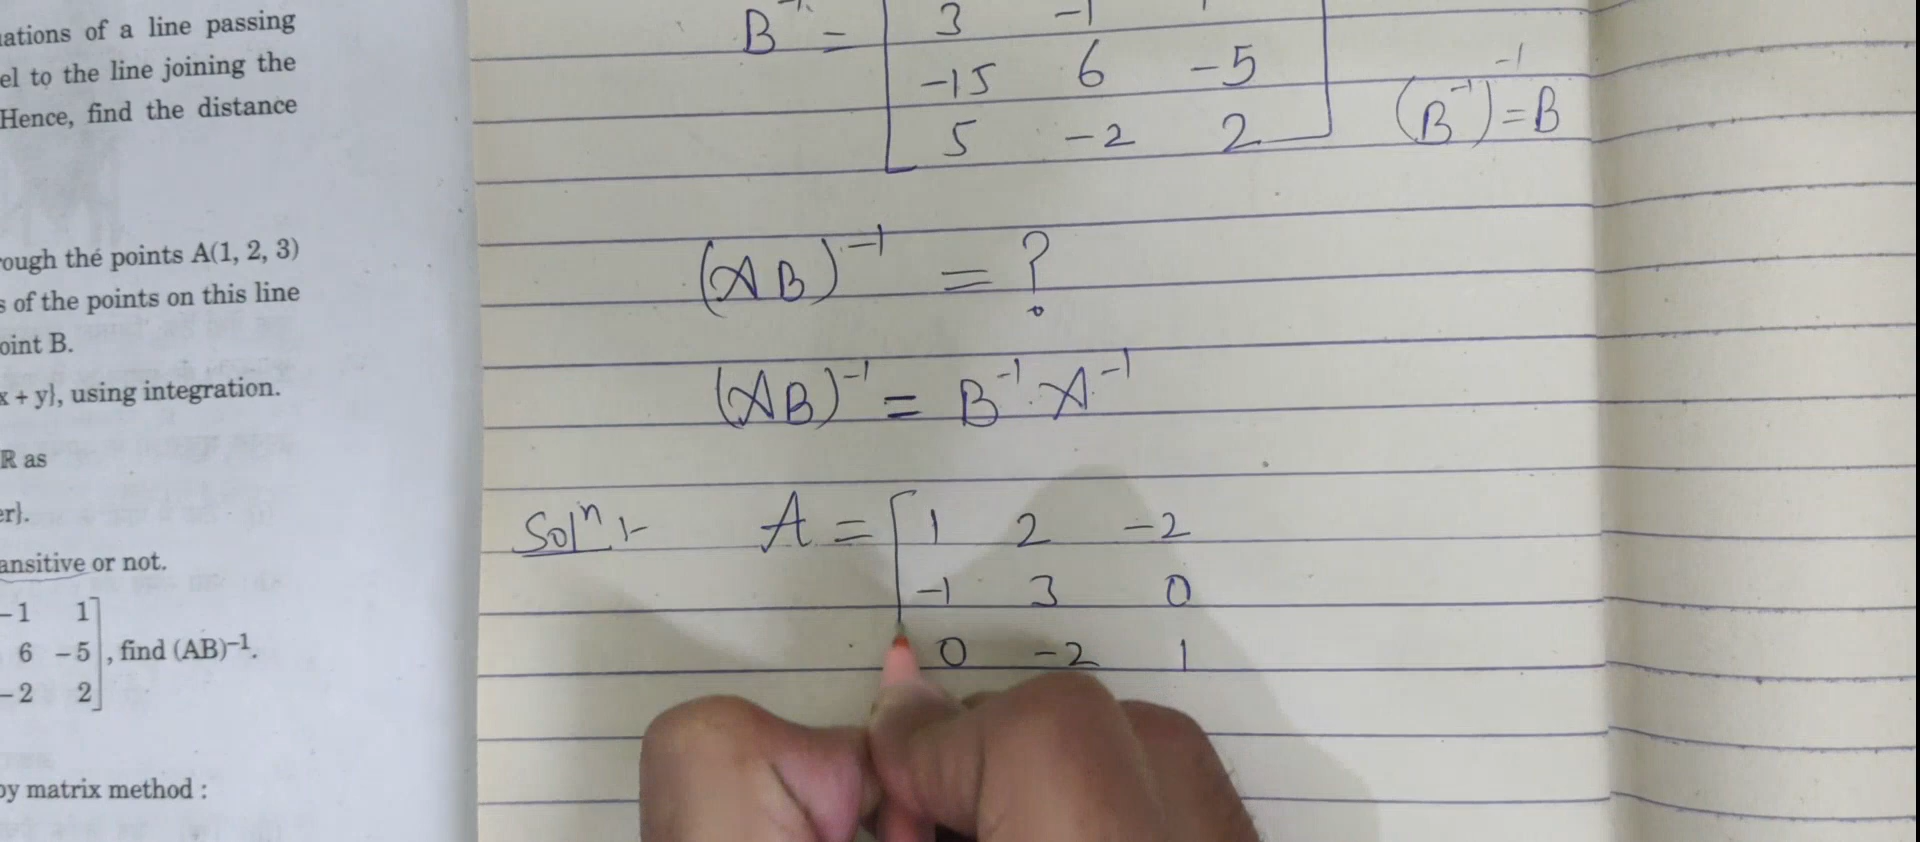 ations of a line passing
el to the line joining the
Hence, find the distance
rough the points A(1, 2, 3)
s of the points on this line
oint B.
x + y}, using integration.
R as
er}.
ansitive or not.
-1 1
6 -5 , find (AB)⁻¹.
-2 2
by matrix method :
B⁻¹ = 3 -1
-15 6 -5
5 -2 2
(B⁻¹)⁻¹ = B
(AB)⁻¹ = ?
(AB)⁻¹ = B⁻¹ A⁻¹
Solⁿ :- A = 1 2 -2
-1 3 0
0 -2 1